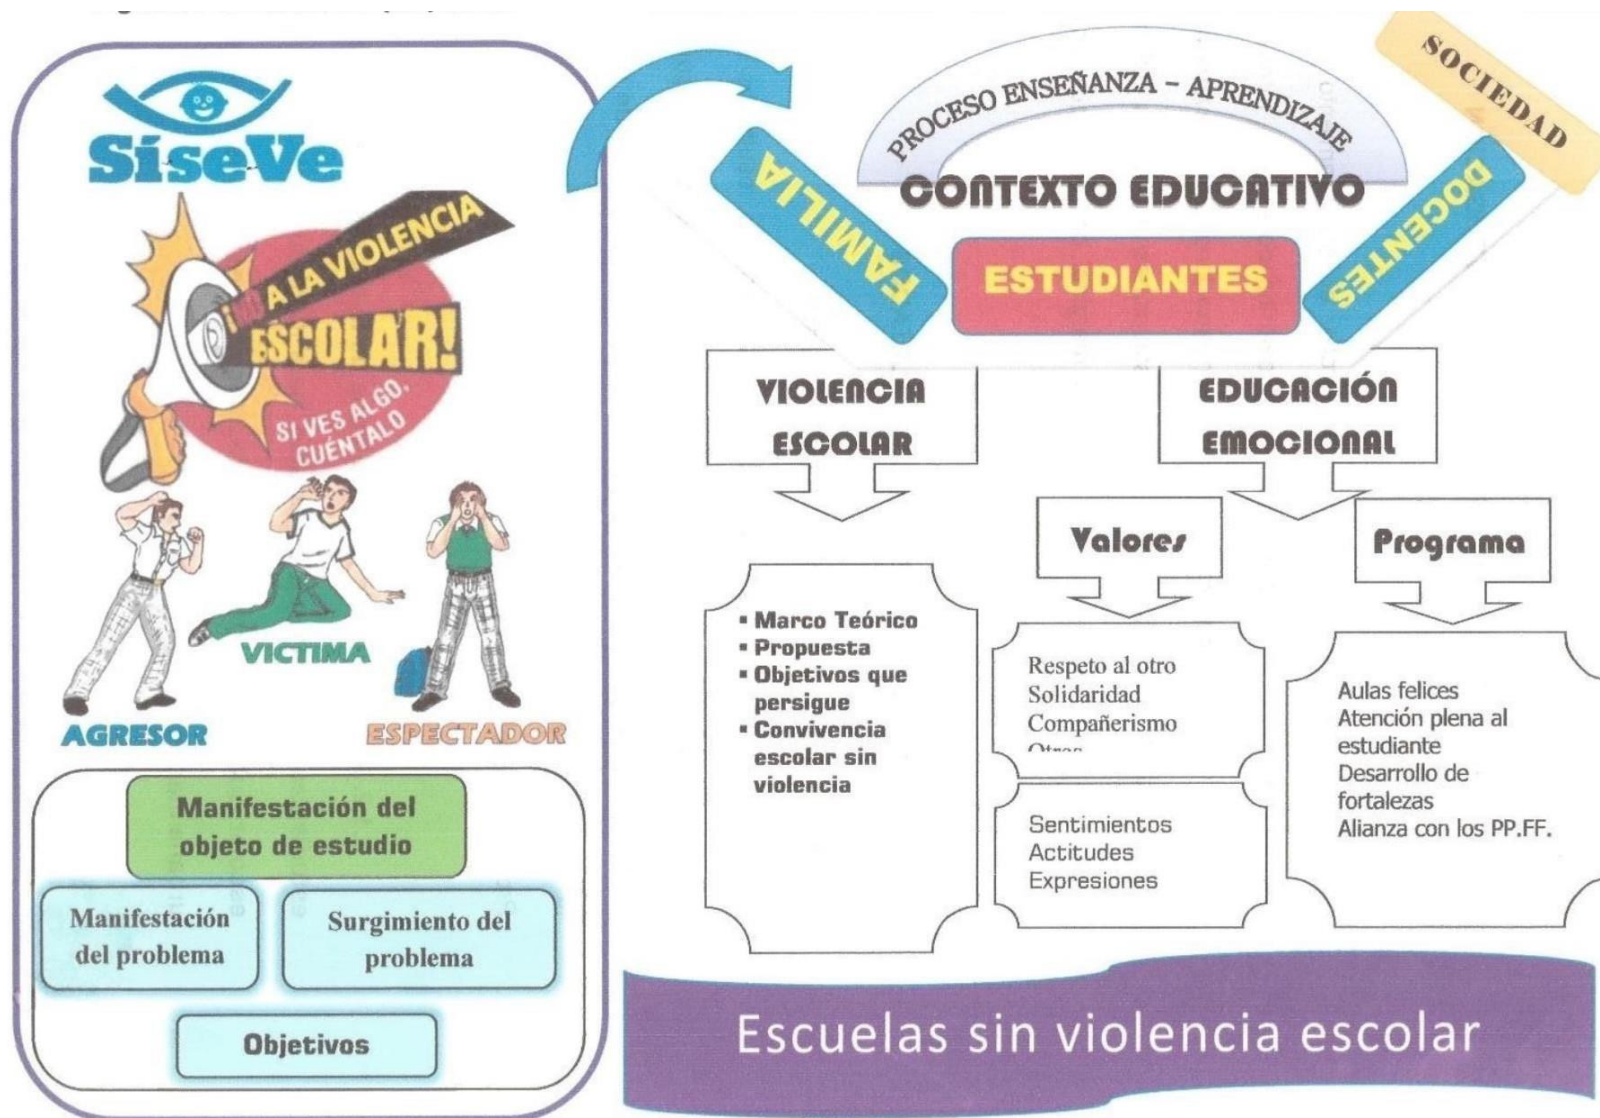 SíseVe
¡NO A LA VIOLENCIA
ESCOLAR!
SI VES ALGO,
CUÉNTALO
VICTIMA
AGRESOR
ESPECTADOR
Manifestación del
objeto de estudio
Manifestación
del problema
Surgimiento del
problema
Objetivos
PROCESO ENSEÑANZA - APRENDIZAJE
SOCIEDAD
CONTEXTO EDUCATIVO
FAMILIA
ESTUDIANTES
DOCENTES
VIOLENCIA
ESCOLAR
EDUCACIÓN
EMOCIONAL
Valores
Programa
▪ Marco Teórico
▪ Propuesta
▪ Objetivos que
persigue
▪ Convivencia
escolar sin
violencia
Respeto al otro
Solidaridad
Compañerismo
Sentimientos
Actitudes
Expresiones
Aulas felices
Atención plena al
estudiante
Desarrollo de
fortalezas
Alianza con los PP.FF.
Escuelas sin violencia escolar